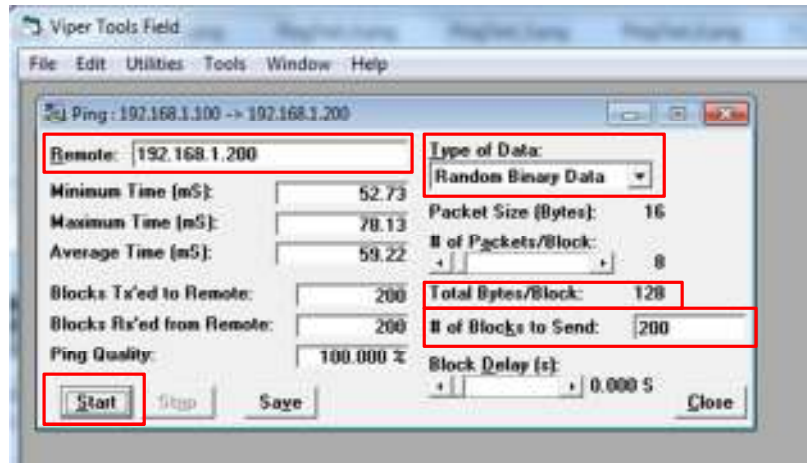 Viper Tools Field
File Edit Utilities Tools Window Help
Ping : 192.168.1.100 -> 192.168.1.200
Remote: 192.168.1.200
Minimum Time (mS): 52.73
Maximum Time (mS): 78.13
Average Time (mS): 59.22
Blocks Tx'ed to Remote: 200
Blocks Rx'ed from Remote: 200
Ping Quality: 100.000 %
Start Stop Save
Type of Data:
Random Binary Data
Packet Size (Bytes): 16
# of Packets/Block:
8
Total Bytes/Block: 128
# of Blocks to Send: 200
Block Delay (s):
0.000 S
Close